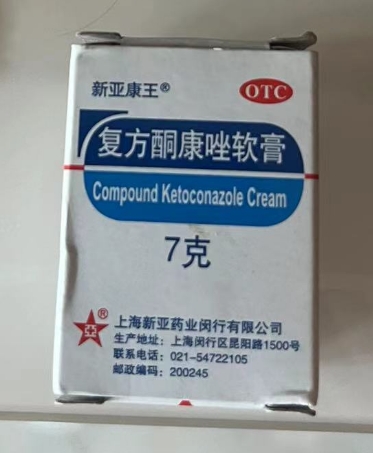 新亚康王®
OTC
复方酮康唑软膏
Compound Ketoconazole Cream
7克
亞®
上海新亚药业闵行有限公司
生产地址：上海闵行区昆阳路1500号
联系电话：021-54722105
邮政编码：200245